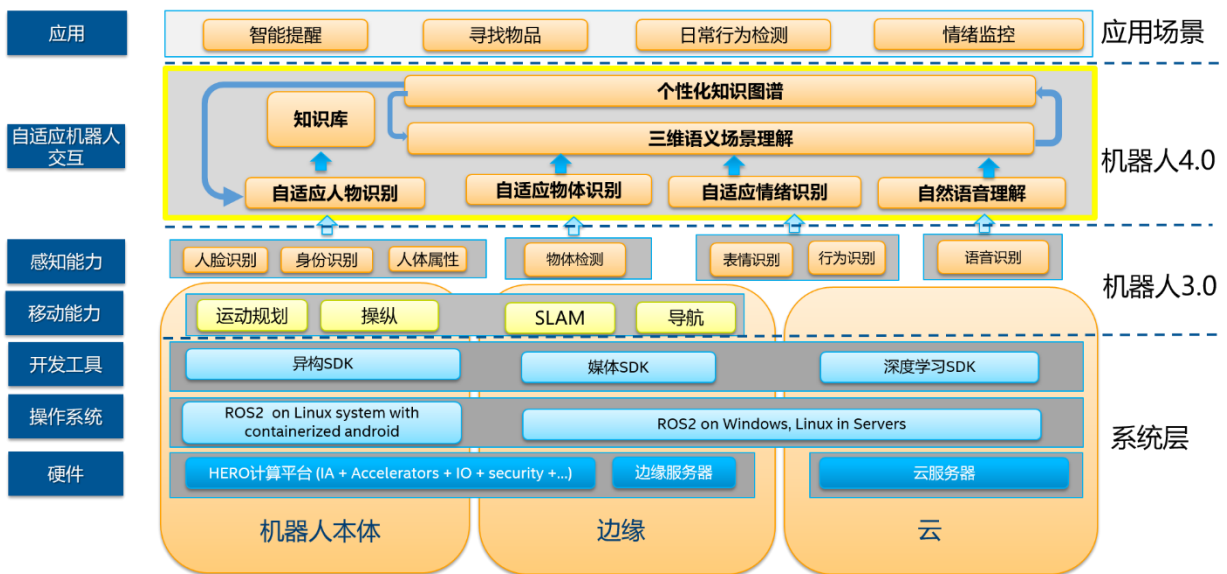 应用
智能提醒
寻找物品
日常行为检测
情绪监控
应用场景
自适应机器人
交互
个性化知识图谱
知识库
三维语义场景理解
自适应人物识别
自适应物体识别
自适应情绪识别
自然语音理解
机器人4.0
感知能力
人脸识别
身份识别
人体属性
物体检测
表情识别
行为识别
语音识别
机器人3.0
移动能力
运动规划
操纵
SLAM
导航
开发工具
异构SDK
媒体SDK
深度学习SDK
操作系统
ROS2 on Linux system with
containerized android
ROS2 on Windows, Linux in Servers
系统层
硬件
HERO计算平台 (IA + Accelerators + IO + security +...)
边缘服务器
云服务器
机器人本体
边缘
云